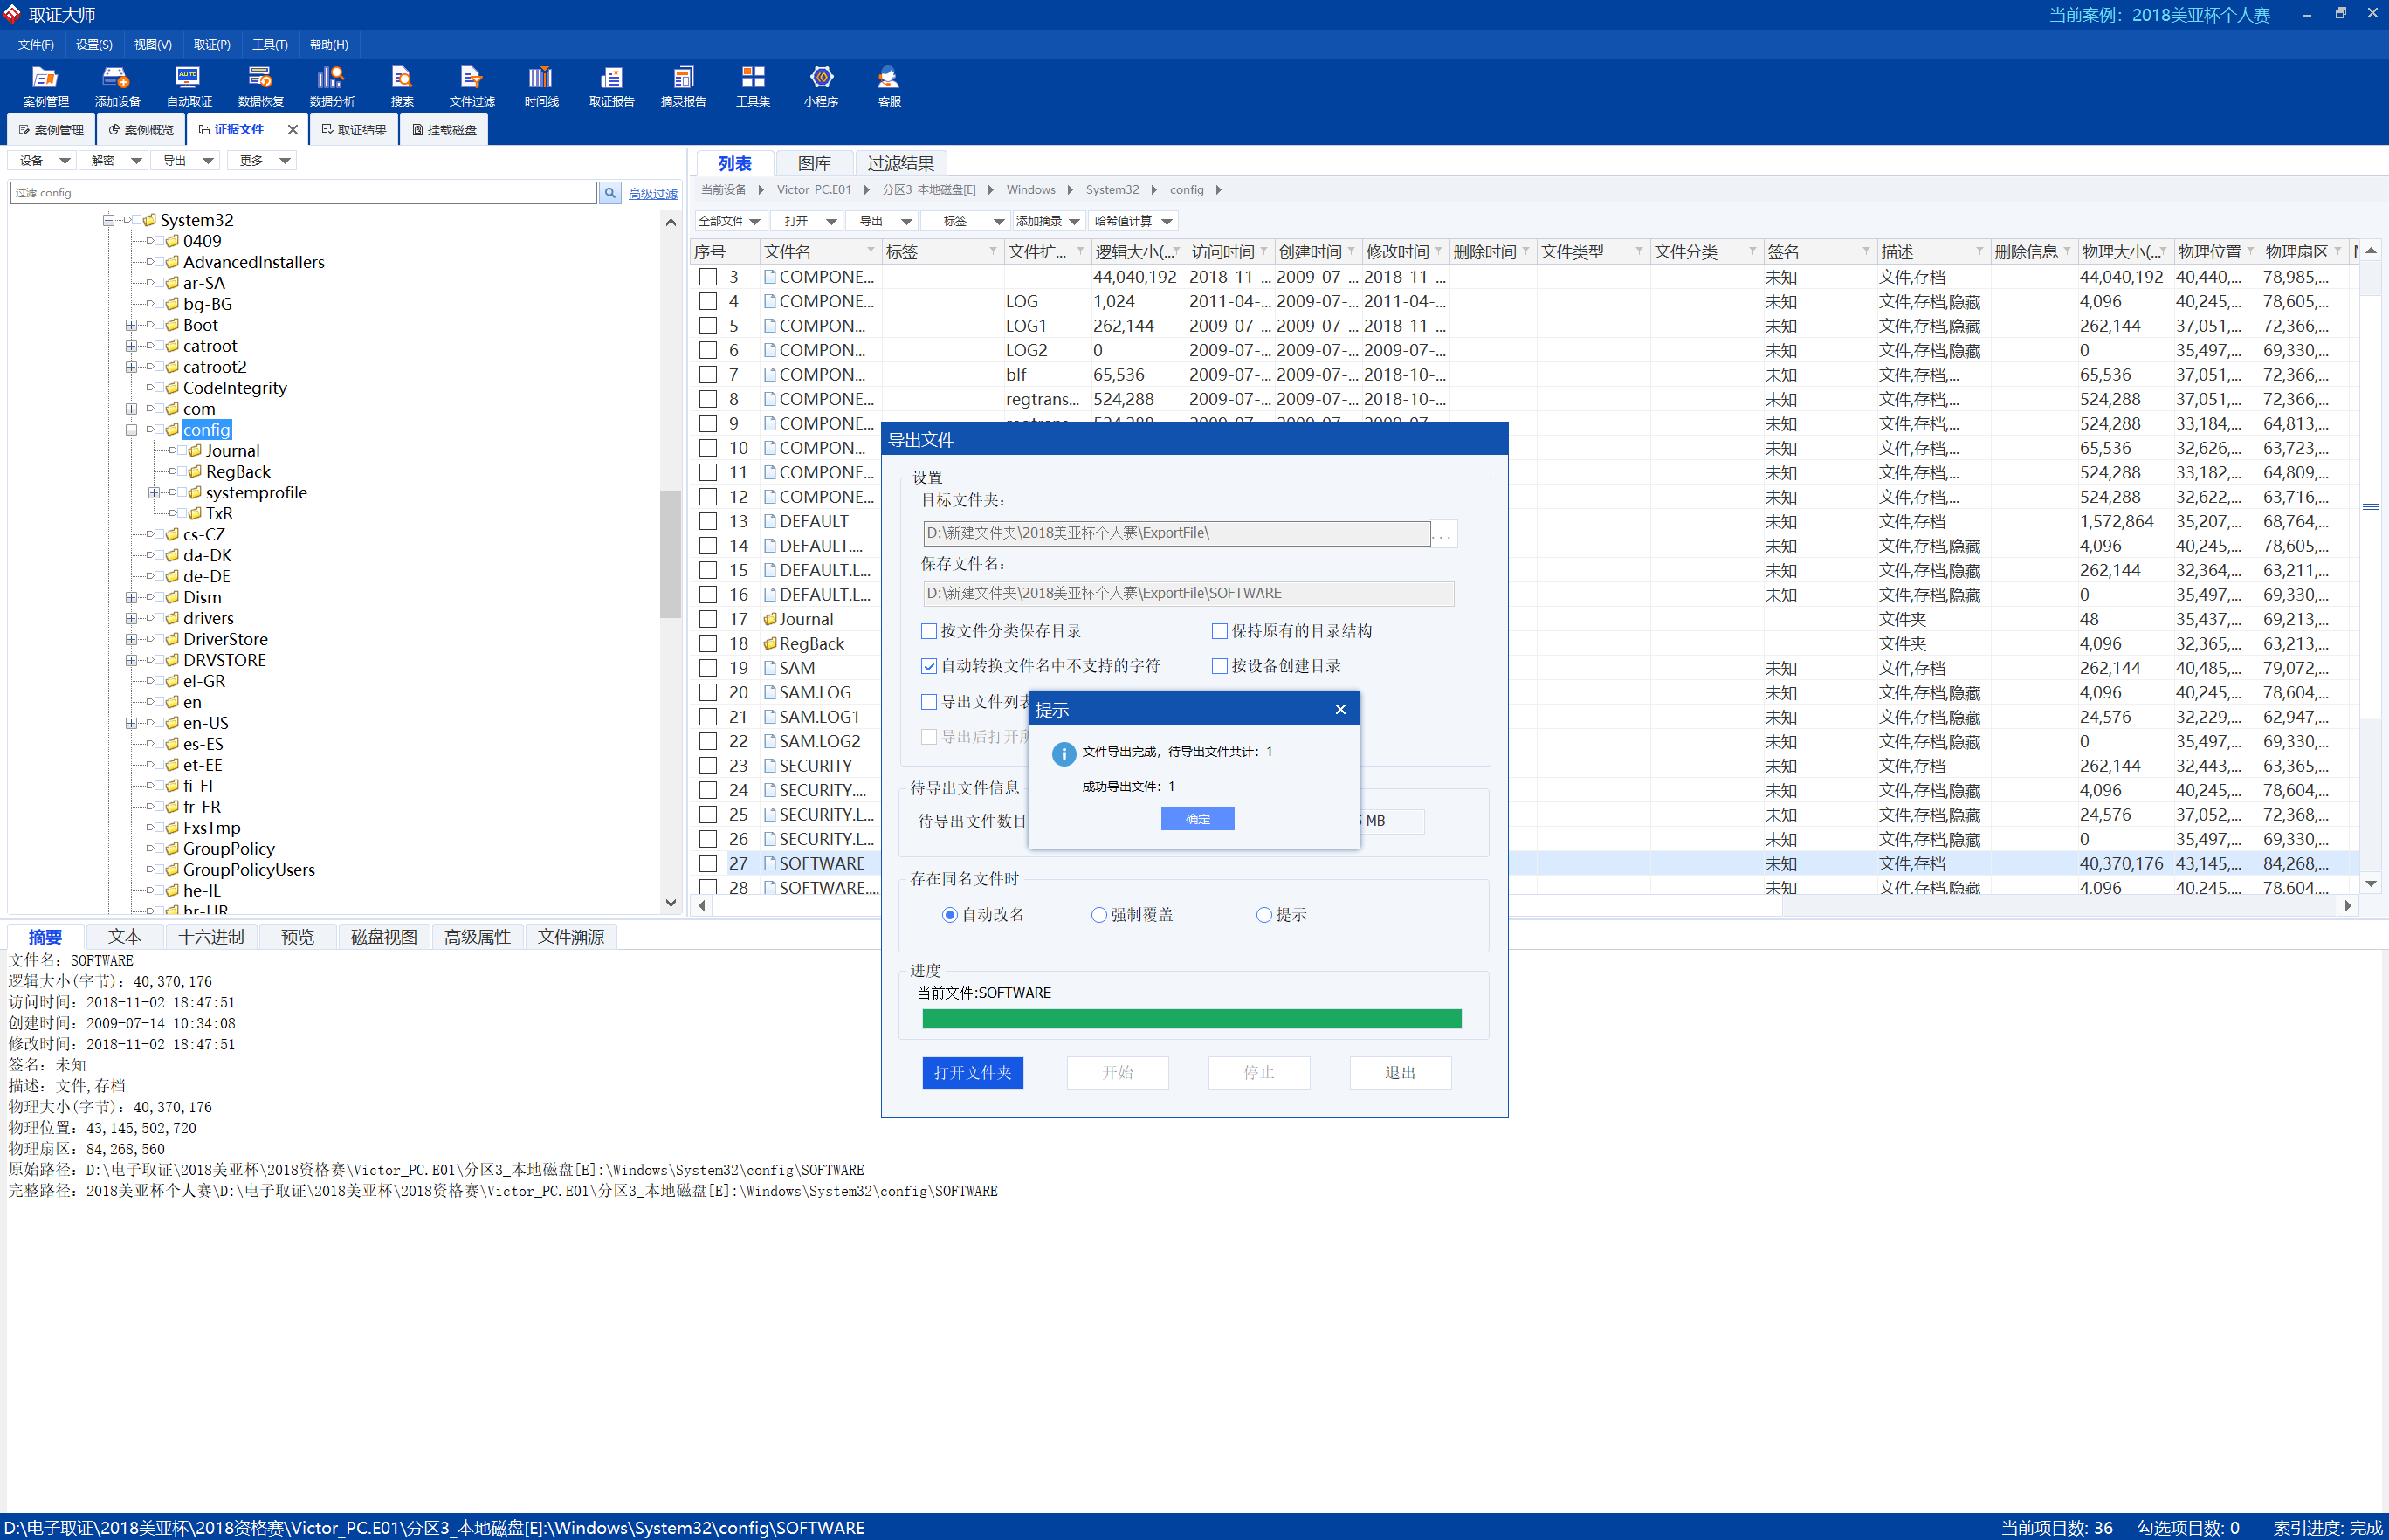 取证大师
当前案例：2018美亚杯个人赛
文件(F) 设置(S) 视图(V) 取证(P) 工具(T) 帮助(H)
案例管理 添加设备 自动取证 数据恢复 数据分析 搜索 文件过滤 时间线 取证报告 摘录报告 工具集 小程序 客服
案例管理 案例概览 证据文件 取证结果 挂载磁盘
设备 解密 导出 更多
过滤 config 高级过滤
System32
0409
AdvancedInstallers
ar-SA
bg-BG
Boot
catroot
catroot2
CodeIntegrity
com
config
Journal
RegBack
systemprofile
TxR
cs-CZ
da-DK
de-DE
Dism
drivers
DriverStore
DRVSTORE
el-GR
en
en-US
es-ES
et-EE
fi-FI
fr-FR
FxsTmp
GroupPolicy
GroupPolicyUsers
he-IL
hr-HR
列表 图库 过滤结果
当前设备 Victor_PC.E01 分区3_本地磁盘[E] Windows System32 config
全部文件 打开 导出 标签 添加摘录 哈希值计算
序号 文件名 标签 文件扩... 逻辑大小(... 访问时间 创建时间 修改时间 删除时间 文件类型 文件分类 签名 描述 删除信息 物理大小(... 物理位置 物理扇区
3 COMPONE... 44,040,192 2018-11-... 2009-07-... 2018-11-... 未知 文件,存档 44,040,192 40,440,... 78,985,...
4 COMPONE... LOG 1,024 2011-04-... 2009-07-... 2011-04-... 未知 文件,存档,隐藏 4,096 40,245,... 78,605,...
5 COMPON... LOG1 262,144 2009-07-... 2009-07-... 2018-11-... 未知 文件,存档,隐藏 262,144 37,051,... 72,366,...
6 COMPON... LOG2 0 2009-07-... 2009-07-... 2009-07-... 未知 文件,存档,隐藏 0 35,497,... 69,330,...
7 COMPON... blf 65,536 2009-07-... 2009-07-... 2018-10-... 未知 文件,存档,... 65,536 37,051,... 72,366,...
8 COMPONE... regtrans... 524,288 2009-07-... 2009-07-... 2018-10-... 未知 文件,存档,... 524,288 37,051,... 72,366,...
9 COMPONE... 未知 文件,存档,... 524,288 33,184,... 64,813,...
10 COMPON... 未知 文件,存档,... 65,536 32,626,... 63,723,...
11 COMPONE... 未知 文件,存档,... 524,288 33,182,... 64,809,...
12 COMPONE... 未知 文件,存档,... 524,288 32,622,... 63,716,...
13 DEFAULT 未知 文件,存档 1,572,864 35,207,... 68,764,...
14 DEFAULT.... 未知 文件,存档,隐藏 4,096 40,245,... 78,605,...
15 DEFAULT.L... 未知 文件,存档,隐藏 262,144 32,364,... 63,211,...
16 DEFAULT.L... 未知 文件,存档,隐藏 0 35,497,... 69,330,...
17 Journal 文件夹 48 35,437,... 69,213,...
18 RegBack 文件夹 4,096 32,365,... 63,213,...
19 SAM 未知 文件,存档 262,144 40,485,... 79,072,...
20 SAM.LOG 未知 文件,存档,隐藏 4,096 40,245,... 78,604,...
21 SAM.LOG1 未知 文件,存档,隐藏 24,576 32,229,... 62,947,...
22 SAM.LOG2 未知 文件,存档,隐藏 0 35,497,... 69,330,...
23 SECURITY 未知 文件,存档 262,144 32,443,... 63,365,...
24 SECURITY.... 未知 文件,存档,隐藏 4,096 40,245,... 78,604,...
25 SECURITY.L... 未知 文件,存档,隐藏 24,576 37,052,... 72,368,...
26 SECURITY.L... 未知 文件,存档,隐藏 0 35,497,... 69,330,...
27 SOFTWARE 未知 文件,存档 40,370,176 43,145,... 84,268,...
28 SOFTWARE.... 未知 文件,存档,隐藏 4,096 40,245,... 78,604,...
导出文件
设置
目标文件夹：
D:\新建文件夹\2018美亚杯个人赛\ExportFile\ ...
保存文件名：
D:\新建文件夹\2018美亚杯个人赛\ExportFile\SOFTWARE
按文件分类保存目录 保持原有的目录结构
自动转换文件名中不支持的字符 按设备创建目录
导出文件列表
导出后打开所
提示
文件导出完成，待导出文件共计：1
成功导出文件：1
确定
待导出文件信息
待导出文件数目 MB
存在同名文件时
自动改名 强制覆盖 提示
进度
当前文件:SOFTWARE
打开文件夹 开始 停止 退出
摘要 文本 十六进制 预览 磁盘视图 高级属性 文件溯源
文件名：SOFTWARE
逻辑大小(字节)：40,370,176
访问时间：2018-11-02 18:47:51
创建时间：2009-07-14 10:34:08
修改时间：2018-11-02 18:47:51
签名：未知
描述：文件,存档
物理大小(字节)：40,370,176
物理位置：43,145,502,720
物理扇区：84,268,560
原始路径：D:\电子取证\2018美亚杯\2018资格赛\Victor_PC.E01\分区3_本地磁盘[E]:\Windows\System32\config\SOFTWARE
完整路径：2018美亚杯个人赛\D:\电子取证\2018美亚杯\2018资格赛\Victor_PC.E01\分区3_本地磁盘[E]:\Windows\System32\config\SOFTWARE
D:\电子取证\2018美亚杯\2018资格赛\Victor_PC.E01\分区3_本地磁盘[E]:\Windows\System32\config\SOFTWARE
当前项目数: 36 勾选项目数: 0 索引进度: 完成